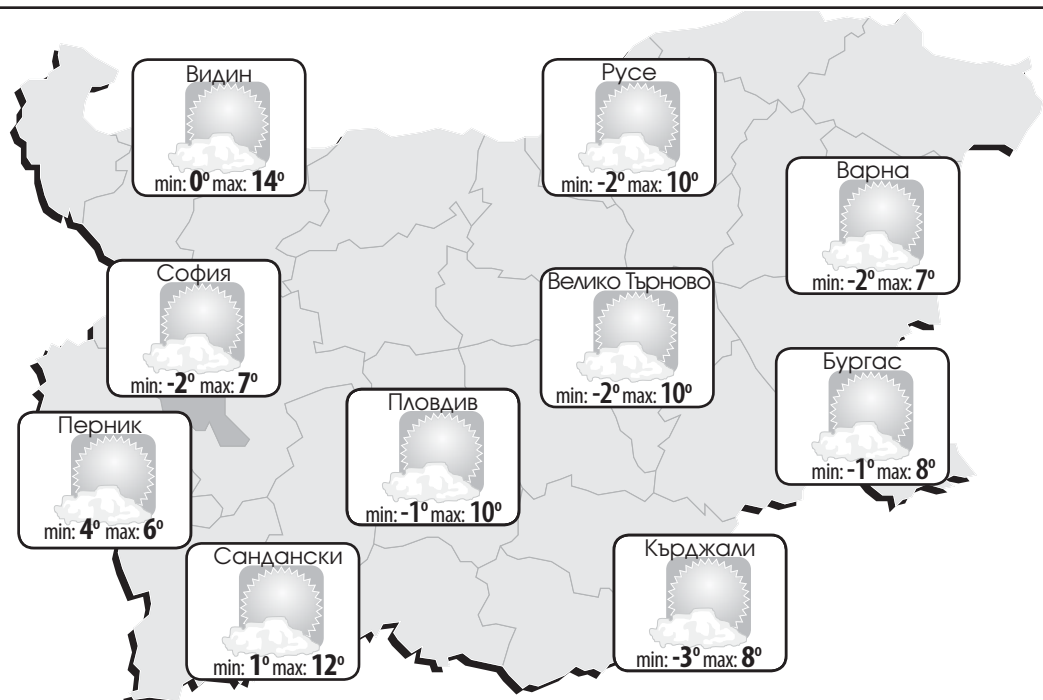 Видин
min: 0° max: 14°
Русе
min: -2° max: 10°
Варна
min: -2° max: 7°
София
min: -2° max: 7°
Велико Търново
min: -2° max: 10°
Бургас
min: -1° max: 8°
Пловдив
min: -1° max: 10°
Перник
min: 4° max: 6°
Сандански
min: 1° max: 12°
Кърджали
min: -3° max: 8°